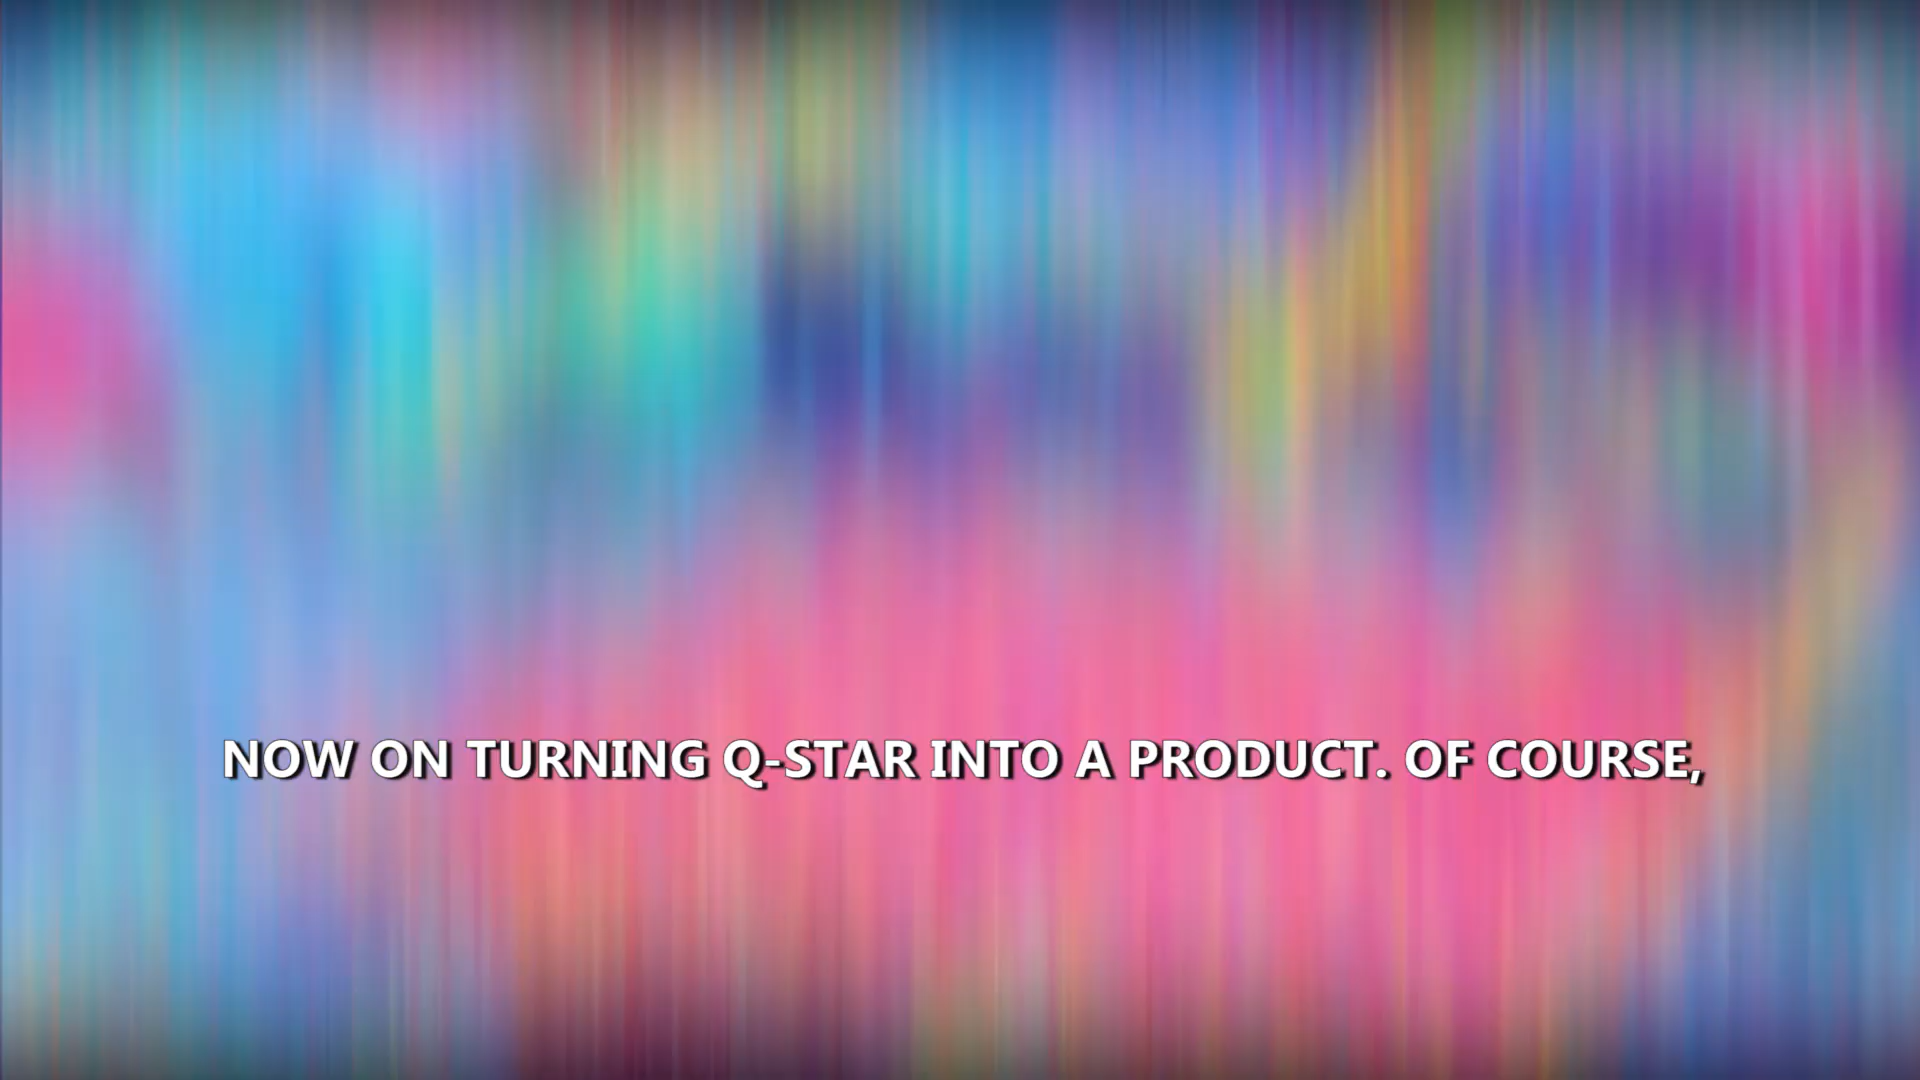 NOW ON TURNING Q-STAR INTO A PRODUCT. OF COURSE,